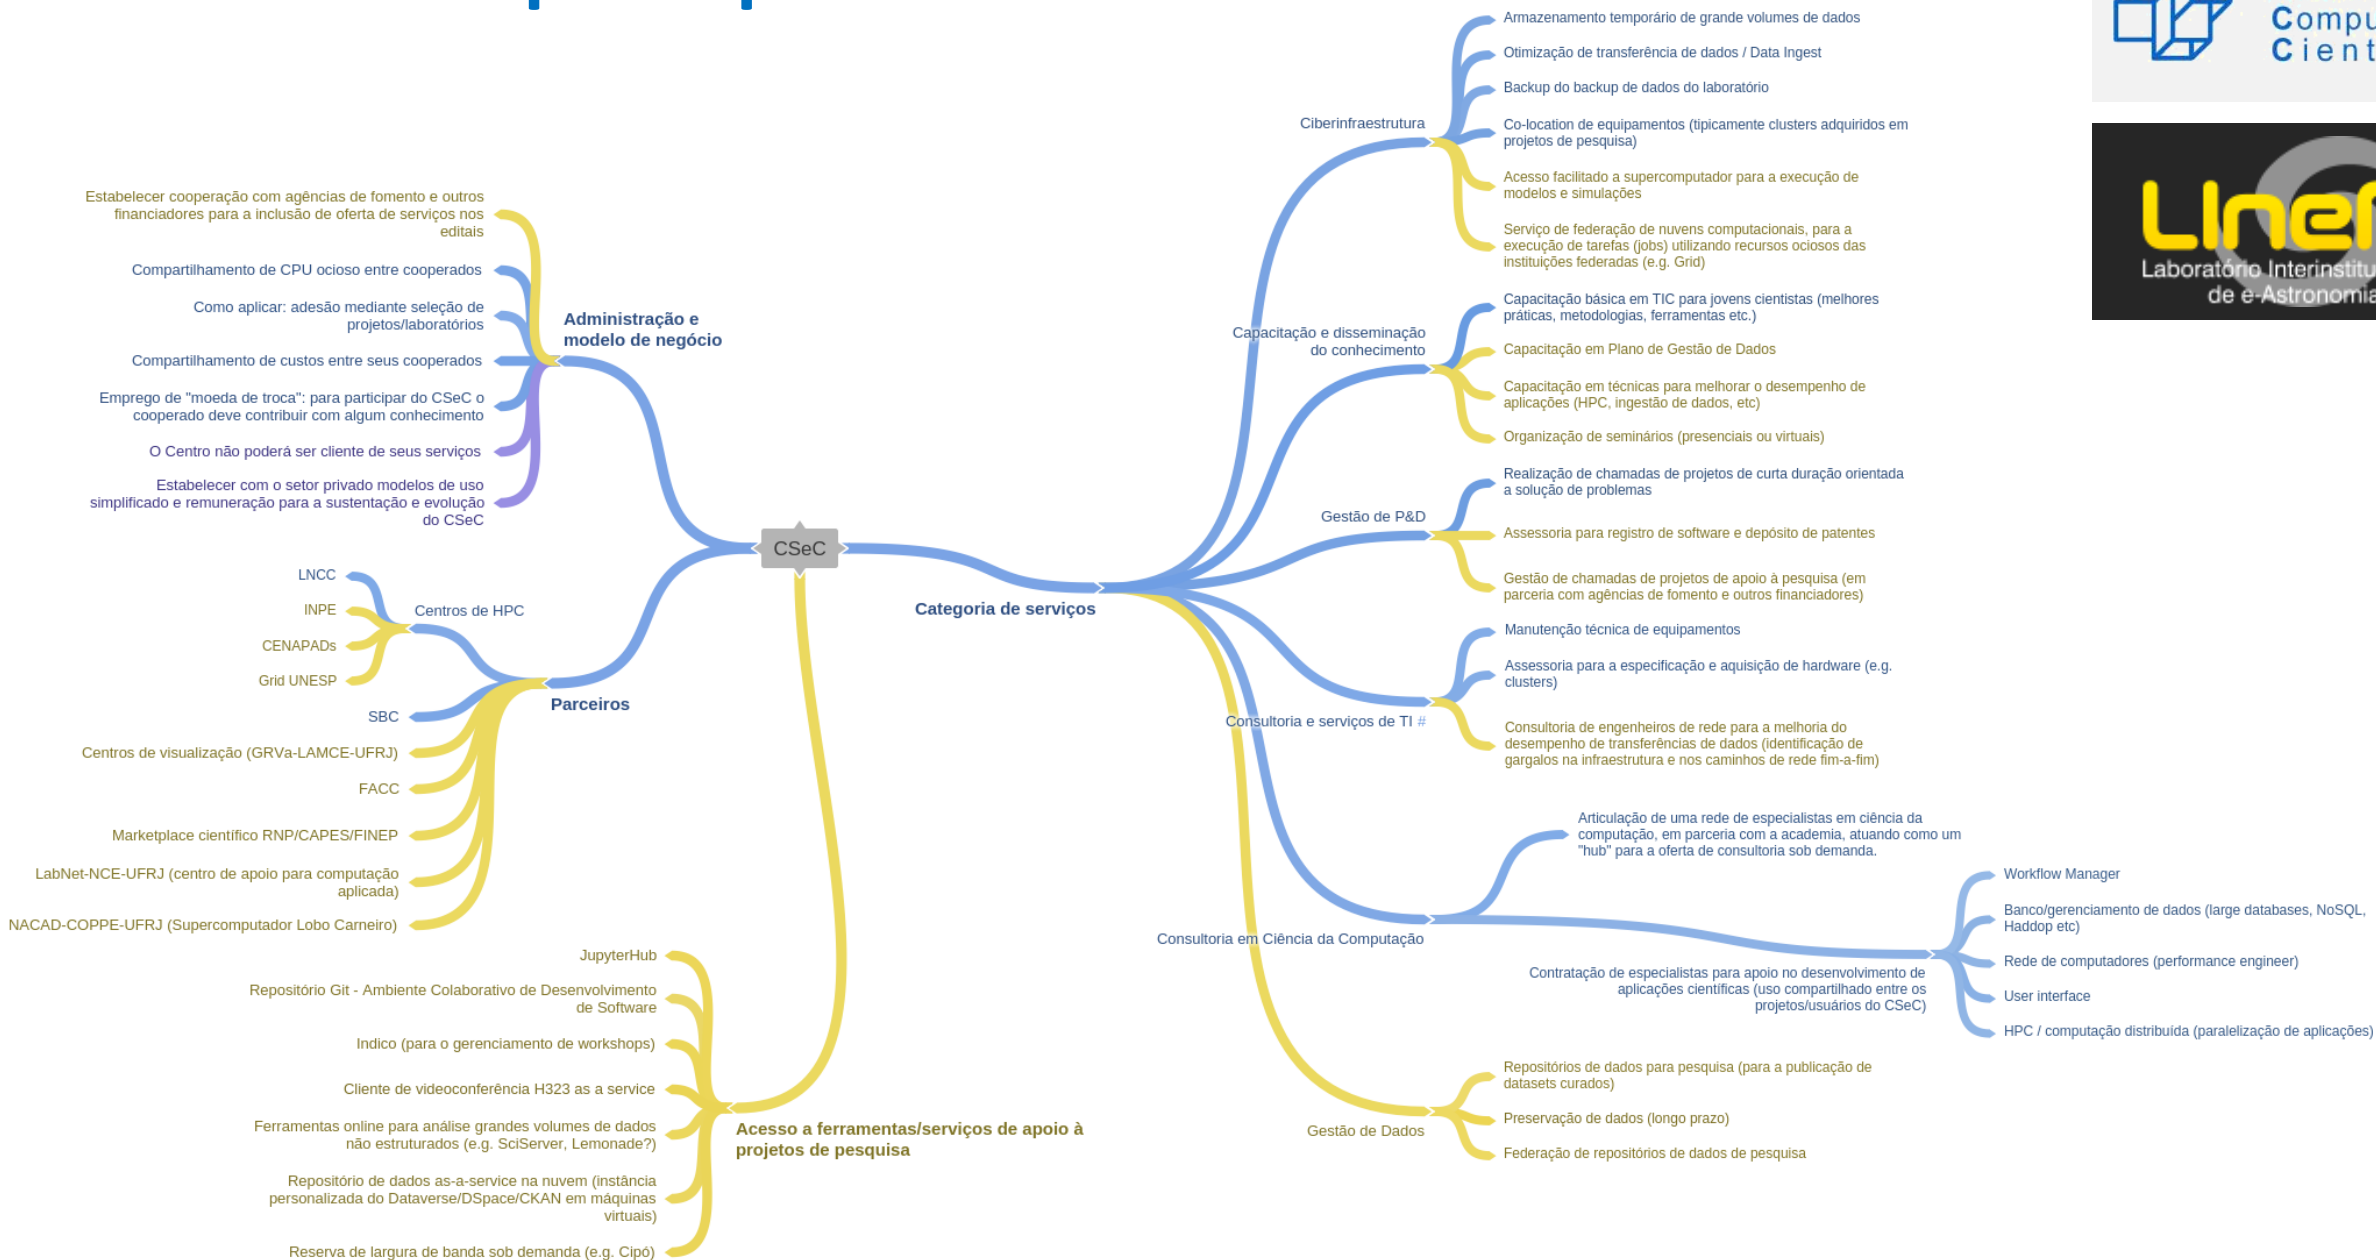 Armazenamento temporário de grande volumes de dados
Otimização de transferência de dados / Data Ingest
Backup do backup de dados do laboratório
Ciberinfraestrutura
Co-location de equipamentos (tipicamente clusters adquiridos em
projetos de pesquisa)
Acesso facilitado a supercomputador para a execução de
modelos e simulações
Serviço de federação de nuvens computacionais, para a
execução de tarefas (jobs) utilizando recursos ociosos das
instituições federadas (e.g. Grid)
Capacitação e disseminação
do conhecimento
Capacitação básica em TIC para jovens cientistas (melhores
práticas, metodologias, ferramentas etc.)
Capacitação em Plano de Gestão de Dados
Capacitação em técnicas para melhorar o desempenho de
aplicações (HPC, ingestão de dados, etc)
Organização de seminários (presenciais ou virtuais)
Gestão de P&D
Realização de chamadas de projetos de curta duração orientada
a solução de problemas
Assessoria para registro de software e depósito de patentes
Gestão de chamadas de projetos de apoio à pesquisa (em
parceria com agências de fomento e outros financiadores)
Consultoria e serviços de TI #
Manutenção técnica de equipamentos
Assessoria para a especificação e aquisição de hardware (e.g.
clusters)
Consultoria de engenheiros de rede para a melhoria do
desempenho de transferências de dados (identificação de
gargalos na infraestrutura e nos caminhos de rede fim-a-fim)
Consultoria em Ciência da Computação
Articulação de uma rede de especialistas em ciência da
computação, em parceria com a academia, atuando como um
"hub" para a oferta de consultoria sob demanda.
Contratação de especialistas para apoio no desenvolvimento de
aplicações científicas (uso compartilhado entre os
projetos/usuários do CSeC)
Workflow Manager
Banco/gerenciamento de dados (large databases, NoSQL,
Haddop etc)
Rede de computadores (performance engineer)
User interface
HPC / computação distribuída (paralelização de aplicações)
Gestão de Dados
Repositórios de dados para pesquisa (para a publicação de
datasets curados)
Preservação de dados (longo prazo)
Federação de repositórios de dados de pesquisa
Categoria de serviços
CSeC
Administração e
modelo de negócio
Estabelecer cooperação com agências de fomento e outros
financiadores para a inclusão de oferta de serviços nos
editais
Compartilhamento de CPU ocioso entre cooperados
Como aplicar: adesão mediante seleção de
projetos/laboratórios
Compartilhamento de custos entre seus cooperados
Emprego de "moeda de troca": para participar do CSeC o
cooperado deve contribuir com algum conhecimento
O Centro não poderá ser cliente de seus serviços
Estabelecer com o setor privado modelos de uso
simplificado e remuneração para a sustentação e evolução
do CSeC
Parceiros
Centros de HPC
LNCC
INPE
CENAPADs
Grid UNESP
SBC
Centros de visualização (GRVa-LAMCE-UFRJ)
FACC
Marketplace científico RNP/CAPES/FINEP
LabNet-NCE-UFRJ (centro de apoio para computação
aplicada)
NACAD-COPPE-UFRJ (Supercomputador Lobo Carneiro)
Acesso a ferramentas/serviços de apoio à
projetos de pesquisa
JupyterHub
Repositório Git - Ambiente Colaborativo de Desenvolvimento
de Software
Indico (para o gerenciamento de workshops)
Cliente de videoconferência H323 as a service
Ferramentas online para análise grandes volumes de dados
não estruturados (e.g. SciServer, Lemonade?)
Repositório de dados as-a-service na nuvem (instância
personalizada do Dataverse/DSpace/CKAN em máquinas
virtuais)
Reserva de largura de banda sob demanda (e.g. Cipó)
Laboratório
de e-Astronomia